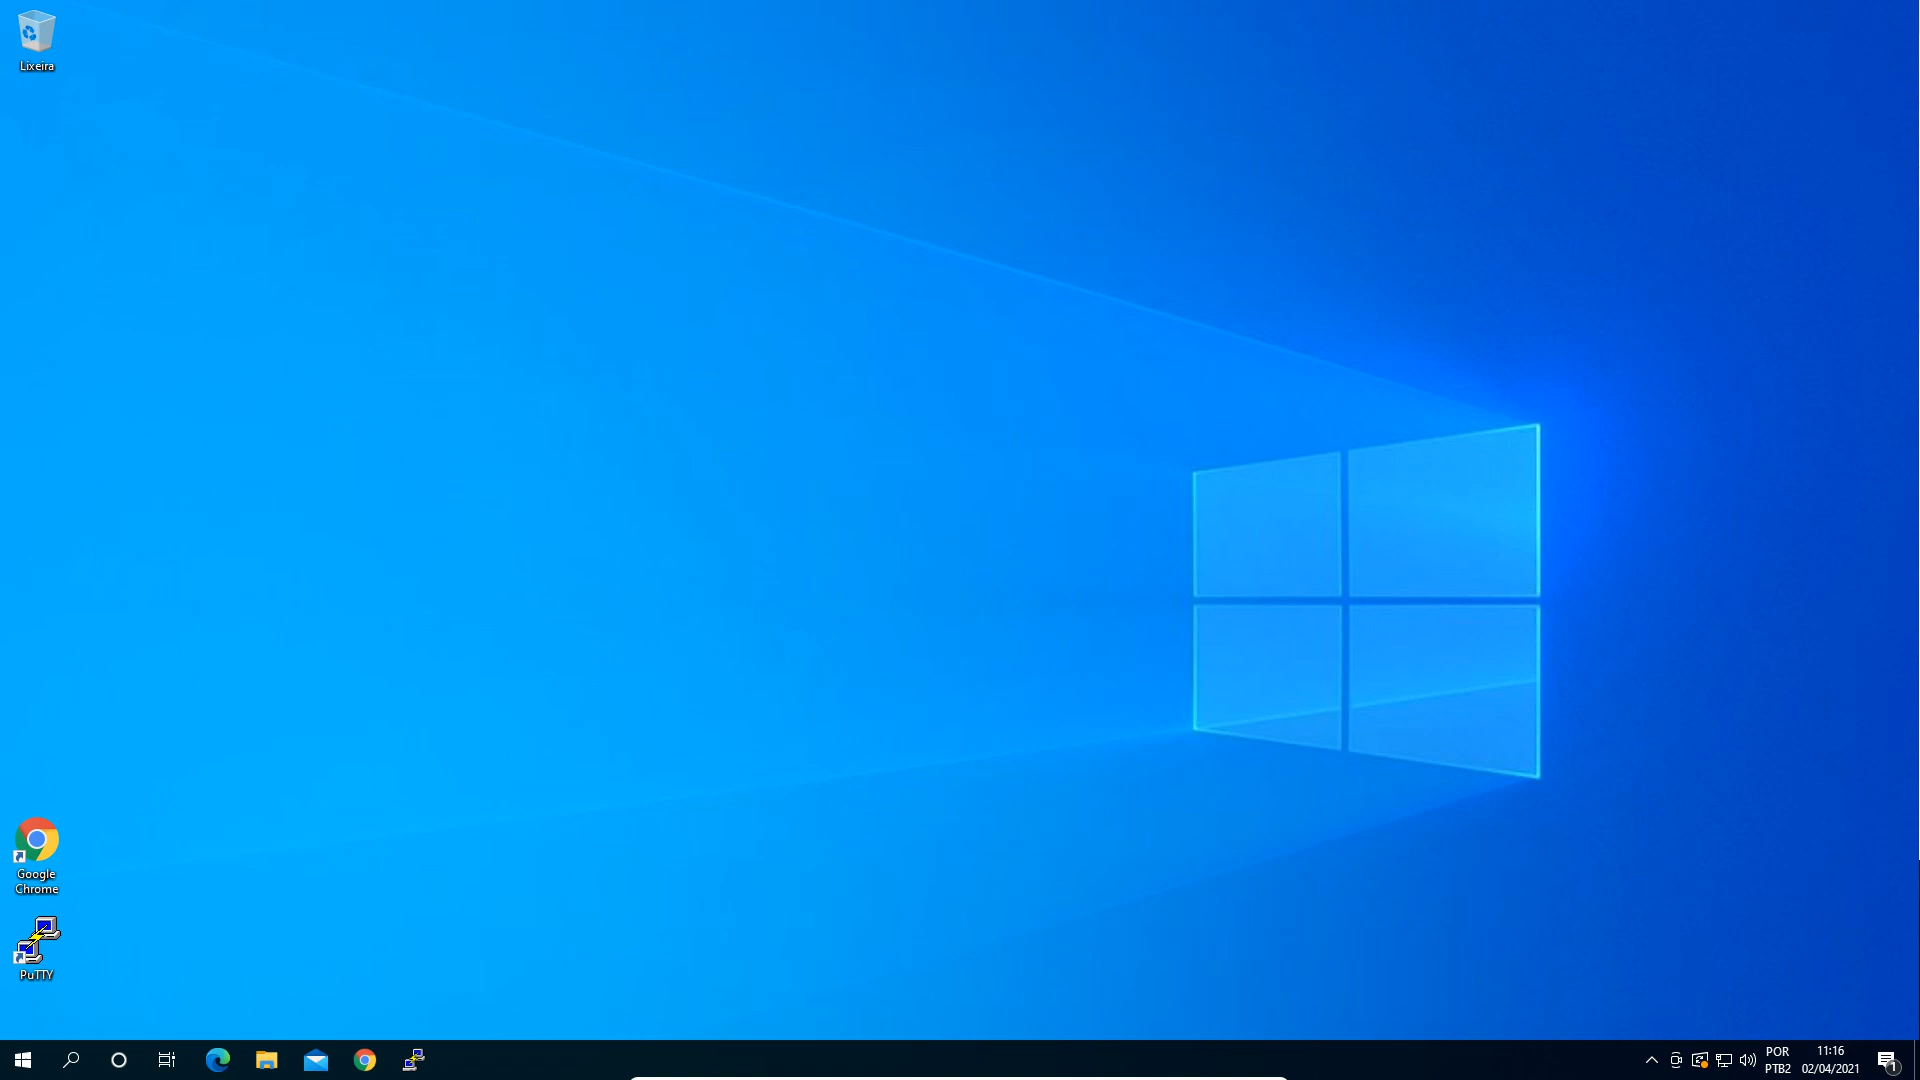 Lixeira
Google
Chrome
PuTTY
POR
PTB2
11:16
02/04/2021
1